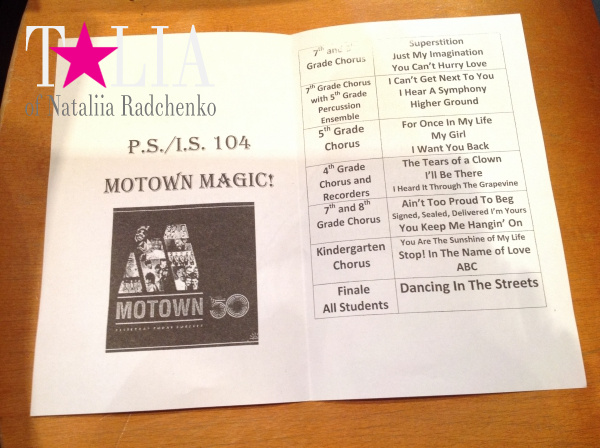 TALIA
of Nataliia Radchenko
P.S./I.S. 104
MOTOWN MAGIC!
MOTOWN 50
7th and
Grade Chorus
Superstition
Just My Imagination
You Can't Hurry Love
7th Grade Chorus
with 5th Grade
Percussion
Ensemble
I Can't Get Next To You
I Hear A Symphony
Higher Ground
5th Grade
Chorus
For Once In My Life
My Girl
I Want You Back
4th Grade
Chorus and
Recorders
The Tears of a Clown
I'll Be There
I Heard It Through The Grapevine
7th and 8th
Grade Chorus
Ain't Too Proud To Beg
Signed, Sealed, Delivered I'm Yours
You Keep Me Hangin' On
Kindergarten
Chorus
You Are The Sunshine of My Life
Stop! In The Name of Love
ABC
Finale
All Students
Dancing In The Streets